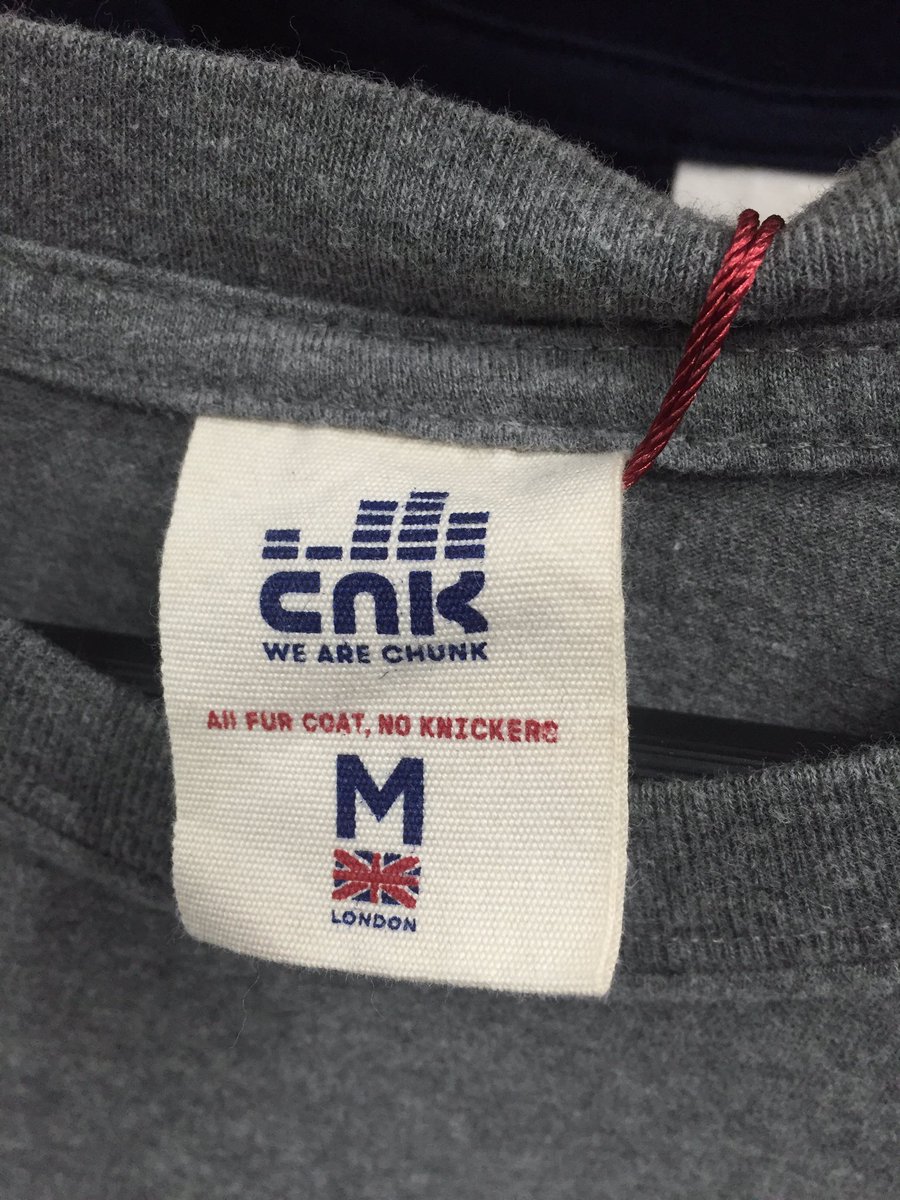 CNK
WE ARE CHUNK
All FUR COAT, NO KNICKERS
M
LONDON